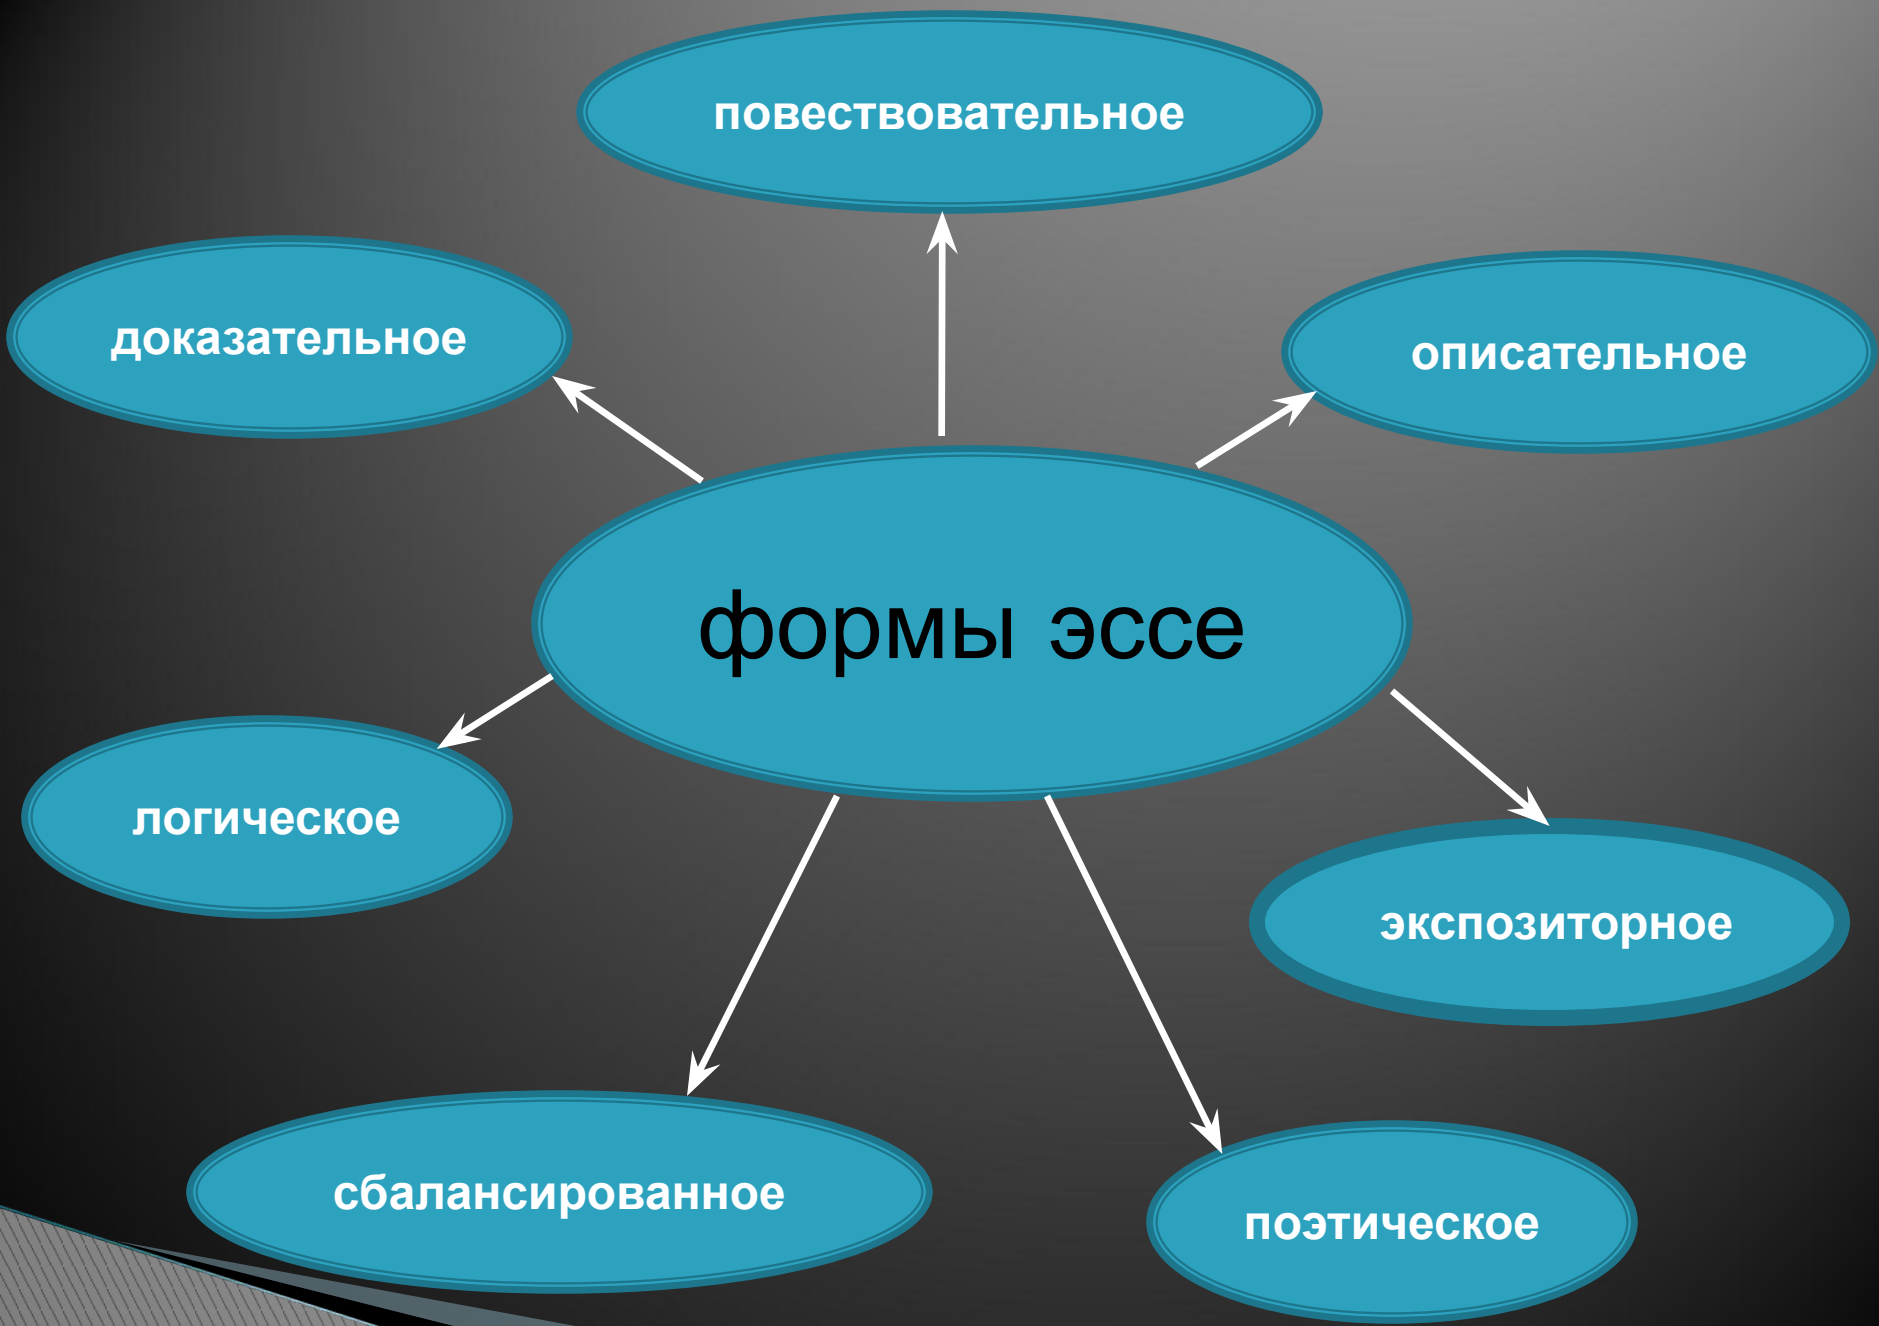 повествовательное
доказательное
описательное
формы эссе
логическое
экспозиторное
сбалансированное
поэтическое